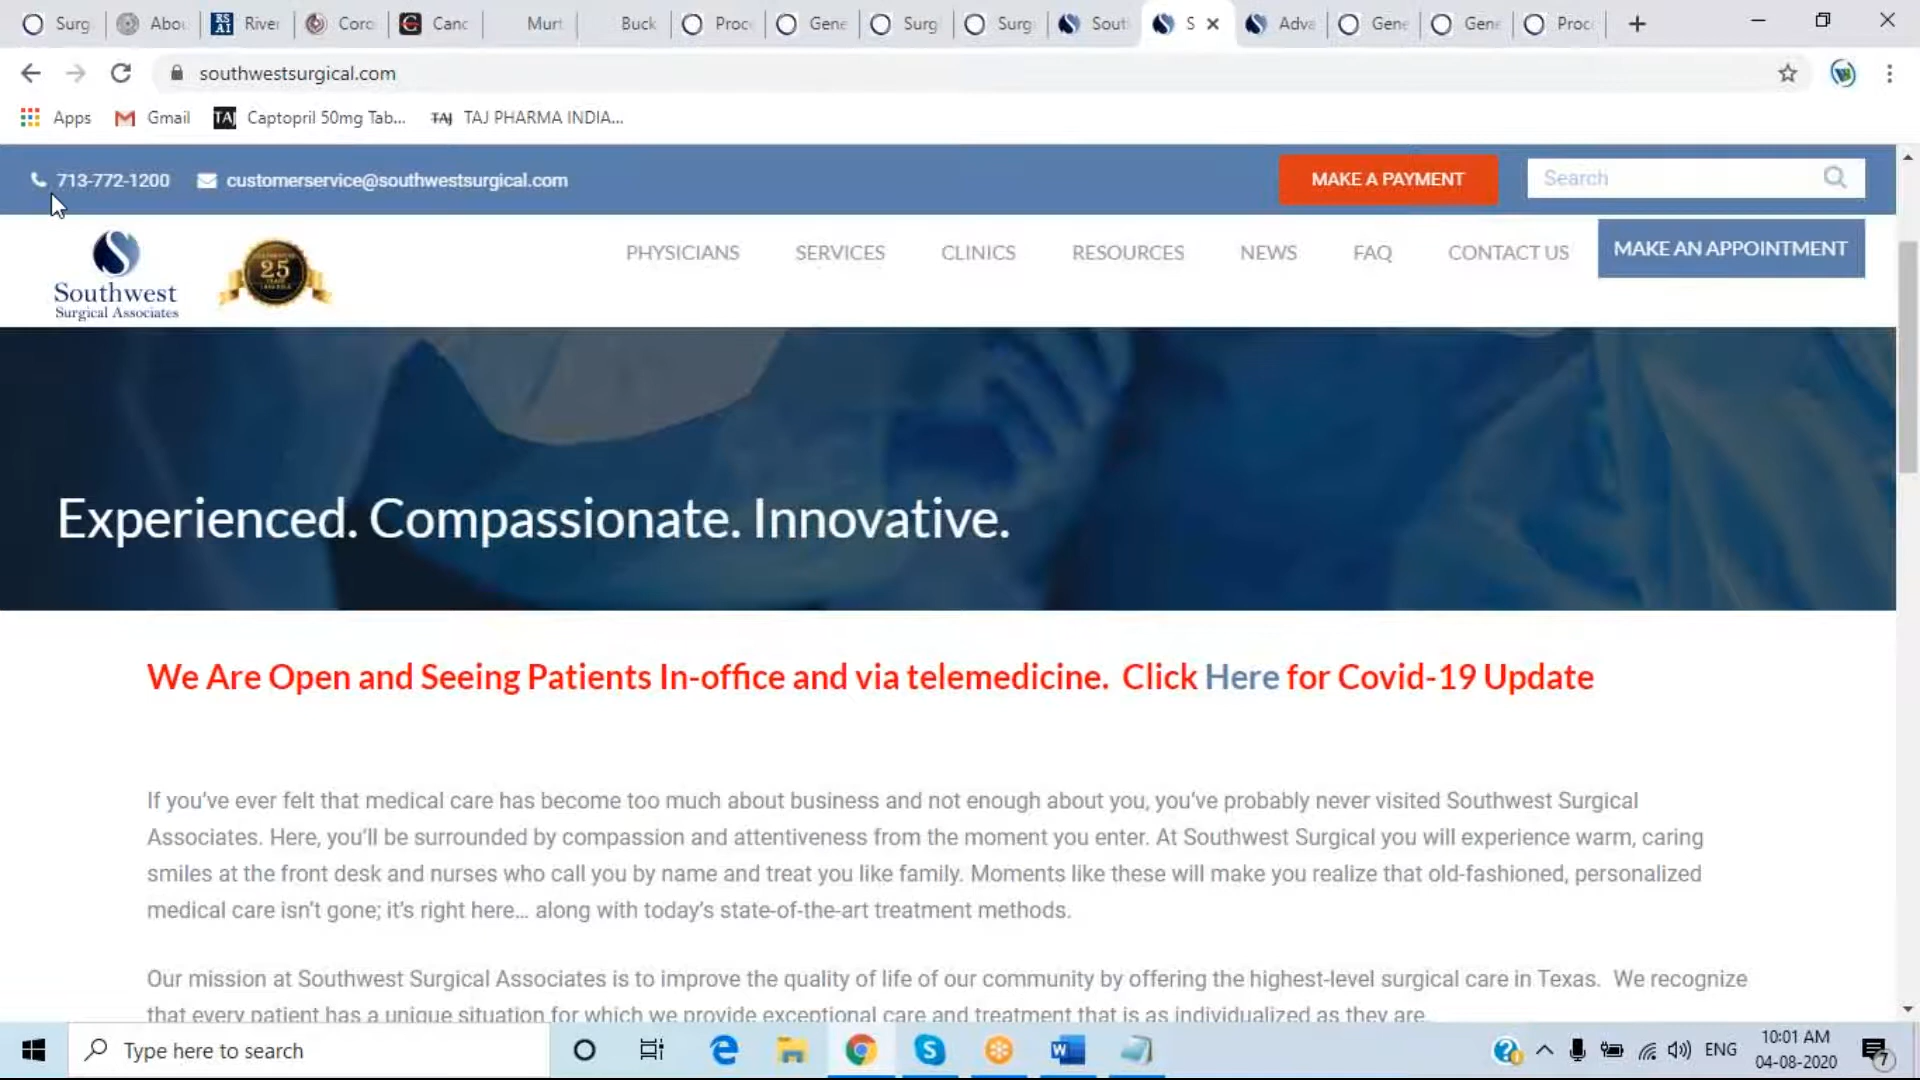 Surg Abo RS AI River Coro Canc Murt Buck Proc Gene Surg Surg Sout S Adva Gene Gene Proc
southwestsurgical.com
Apps Gmail TAJ Captopril 50mg Tab... TAJ TAJ PHARMA INDIA...
713-772-1200 customerservice@southwestsurgical.com MAKE A PAYMENT Search
Southwest
Surgical Associates
25
PHYSICIANS SERVICES CLINICS RESOURCES NEWS FAQ CONTACT US MAKE AN APPOINTMENT
Experienced. Compassionate. Innovative.
We Are Open and Seeing Patients In-office and via telemedicine. Click Here for Covid-19 Update
If you've ever felt that medical care has become too much about business and not enough about you, you've probably never visited Southwest Surgical
Associates. Here, you'll be surrounded by compassion and attentiveness from the moment you enter. At Southwest Surgical you will experience warm, caring
smiles at the front desk and nurses who call you by name and treat you like family. Moments like these will make you realize that old-fashioned, personalized
medical care isn't gone; it's right here... along with today's state-of-the-art treatment methods.
Our mission at Southwest Surgical Associates is to improve the quality of life of our community by offering the highest-level surgical care in Texas. We recognize
that every patient has a unique situation for which we provide exceptional care and treatment that is as individualized as they are.
Type here to search
ENG
10:01 AM
04-08-2020
7